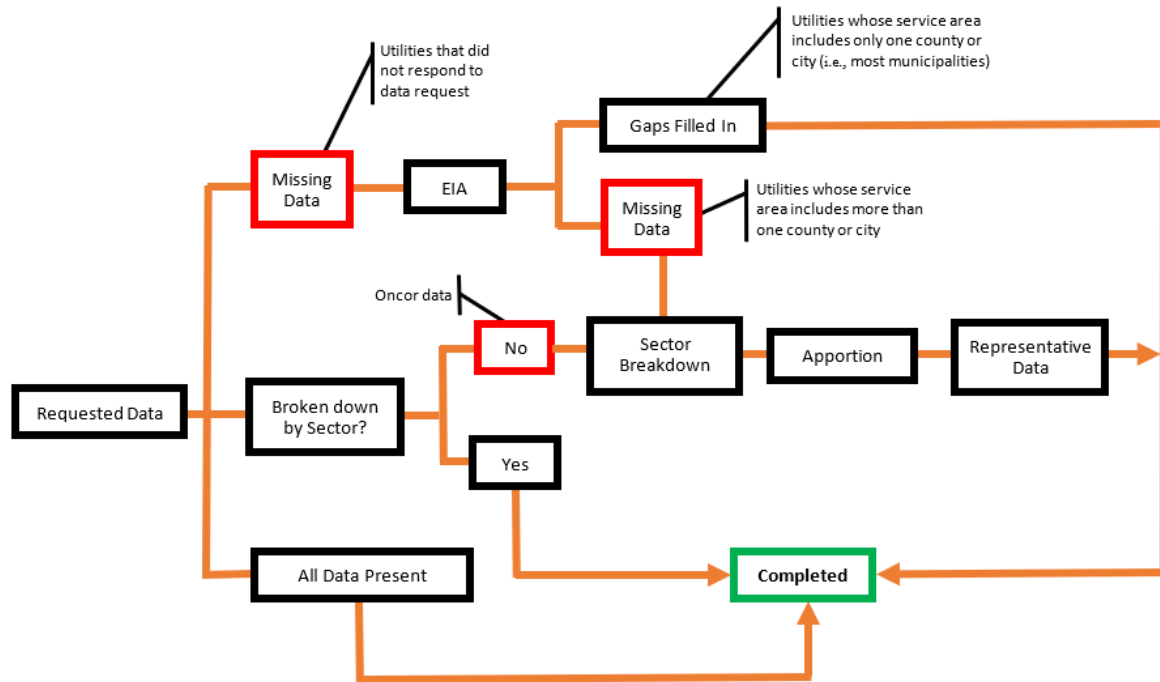 Utilities that did
not respond to
data request
Utilities whose service area
includes only one county or
city (i.e., most municipalities)
Gaps Filled In
Missing
Data
EIA
Missing
Data
Utilities whose service
area includes more than
one county or city
Oncor data
No
Sector
Breakdown
Apportion
Representative
Data
Requested Data
Broken down
by Sector?
Yes
All Data Present
Completed